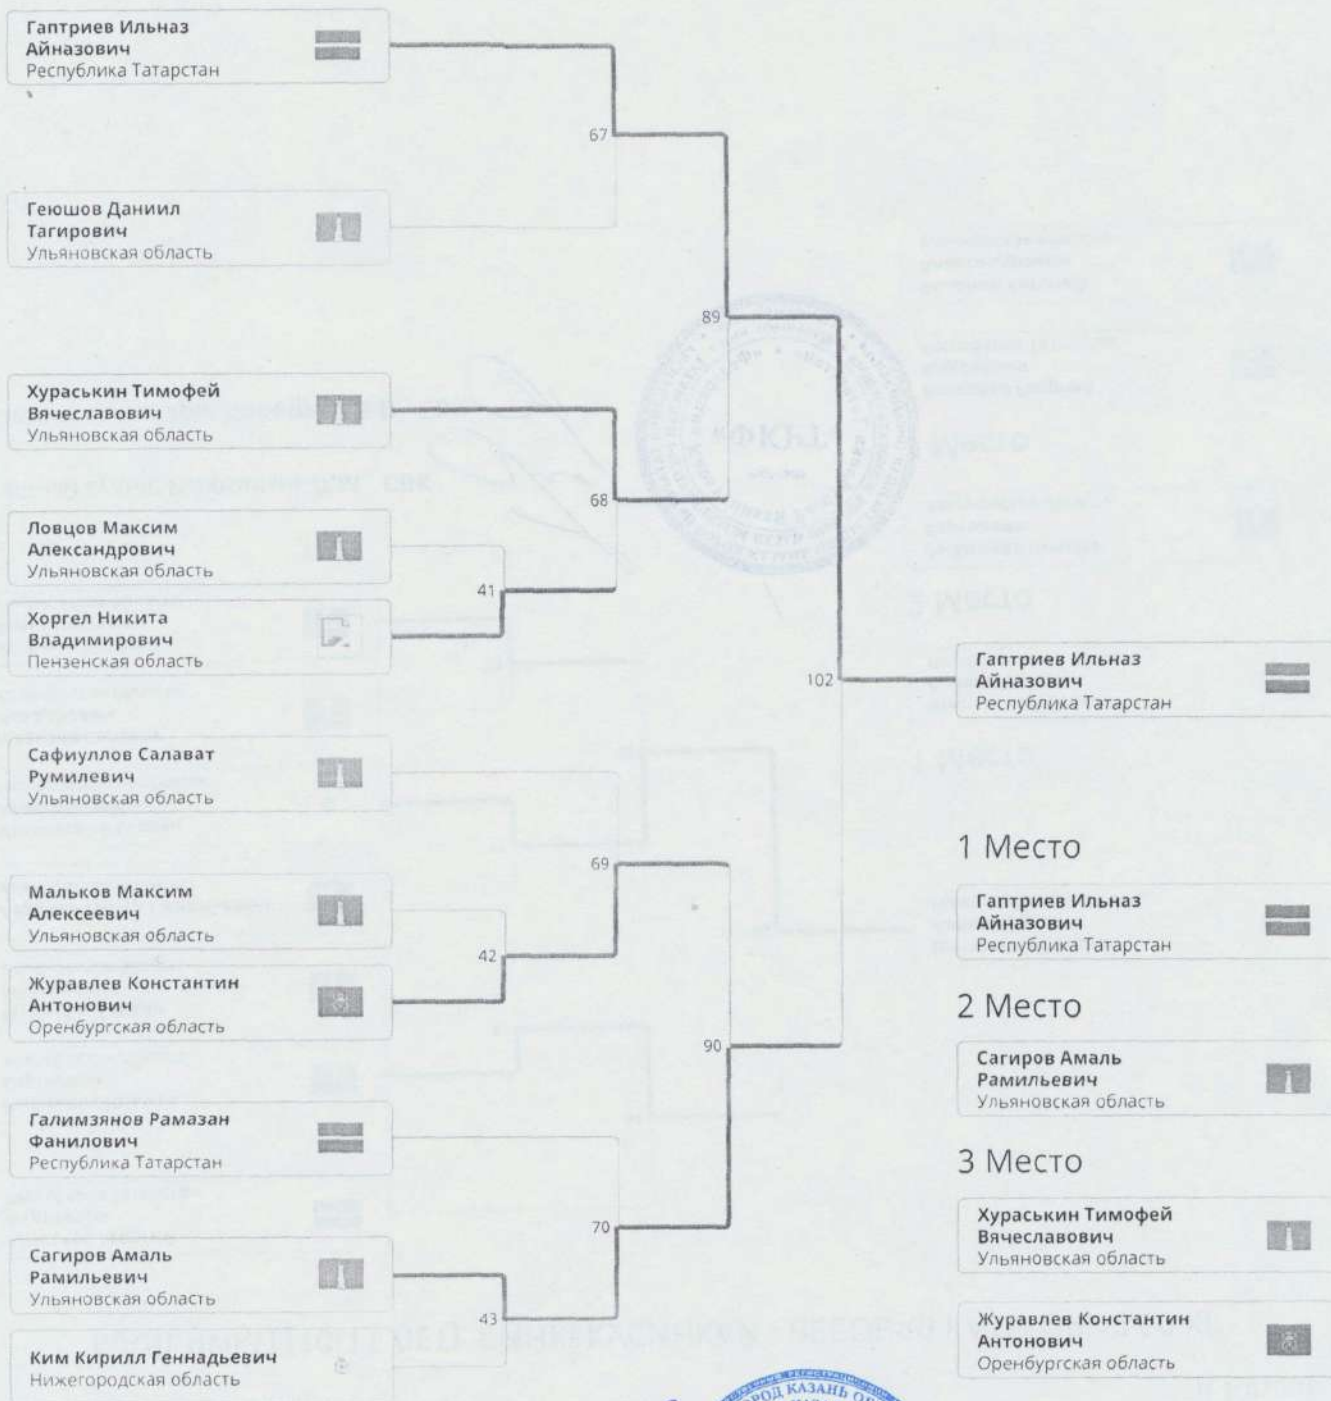 Гаптриев Ильназ
Айназович
Республика Татарстан
67
Геюшов Даниил
Тагирович
Ульяновская область
89
Хураськин Тимофей
Вячеславович
Ульяновская область
68
Ловцов Максим
Александрович
Ульяновская область
41
Хоргел Никита
Владимирович
Пензенская область
102
Гаптриев Ильназ
Айназович
Республика Татарстан
Сафиуллов Салават
Румилевич
Ульяновская область
69
Мальков Максим
Алексеевич
Ульяновская область
42
Журавлев Константин
Антонович
Оренбургская область
90
Галимзянов Рамазан
Фанилович
Республика Татарстан
70
Сагиров Амаль
Рамильевич
Ульяновская область
43
Ким Кирилл Геннадьевич
Нижегородская область
1 Место
Гаптриев Ильназ
Айназович
Республика Татарстан
2 Место
Сагиров Амаль
Рамильевич
Ульяновская область
3 Место
Хураськин Тимофей
Вячеславович
Ульяновская область
Журавлев Константин
Антонович
Оренбургская область
КАЗАНЬ